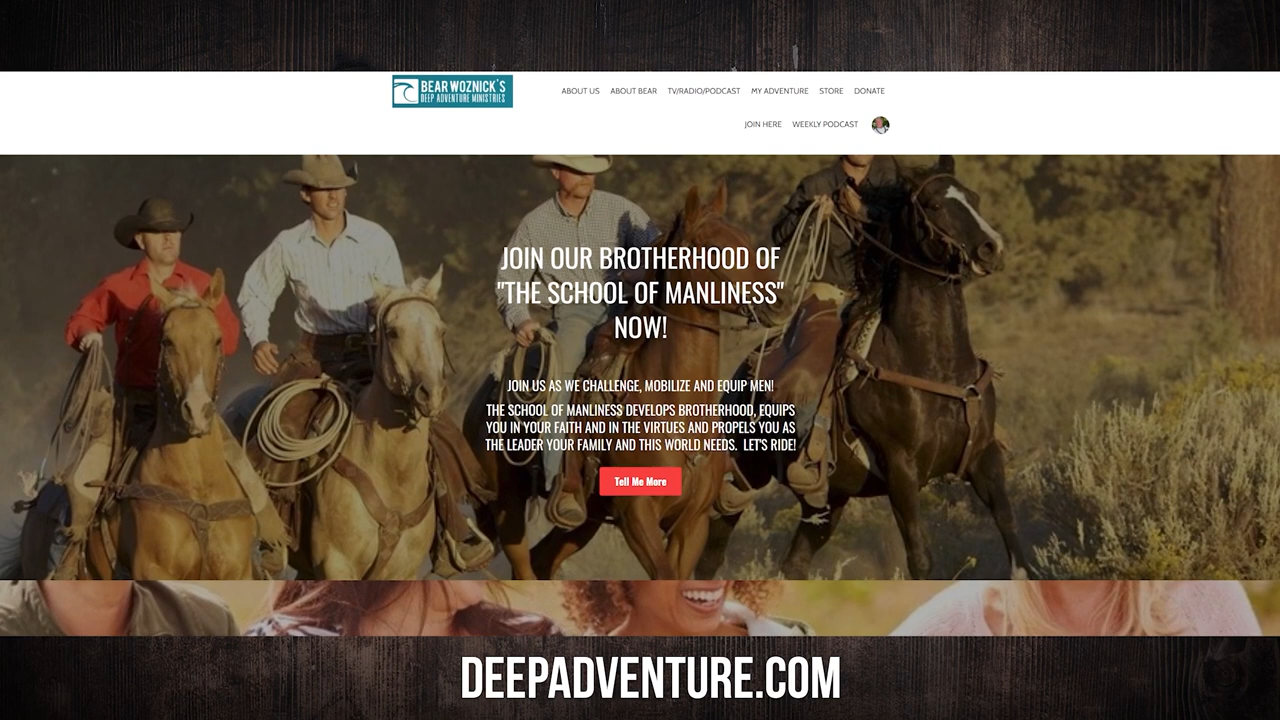 BEAR WOZNICK'S
DEEP ADVENTURE MINISTRIES
ABOUT US ABOUT BEAR TV/RADIO/PODCAST MY ADVENTURE STORE DONATE
JOIN HERE WEEKLY PODCAST
JOIN OUR BROTHERHOOD OF
"THE SCHOOL OF MANLINESS"
NOW!
JOIN US AS WE CHALLENGE, MOBILIZE AND EQUIP MEN!
THE SCHOOL OF MANLINESS DEVELOPS BROTHERHOOD, EQUIPS
YOU IN YOUR FAITH AND IN THE VIRTUES AND PROPELS YOU AS
THE LEADER YOUR FAMILY AND THIS WORLD NEEDS. LET'S RIDE!
Tell Me More
DEEPADVENTURE.COM